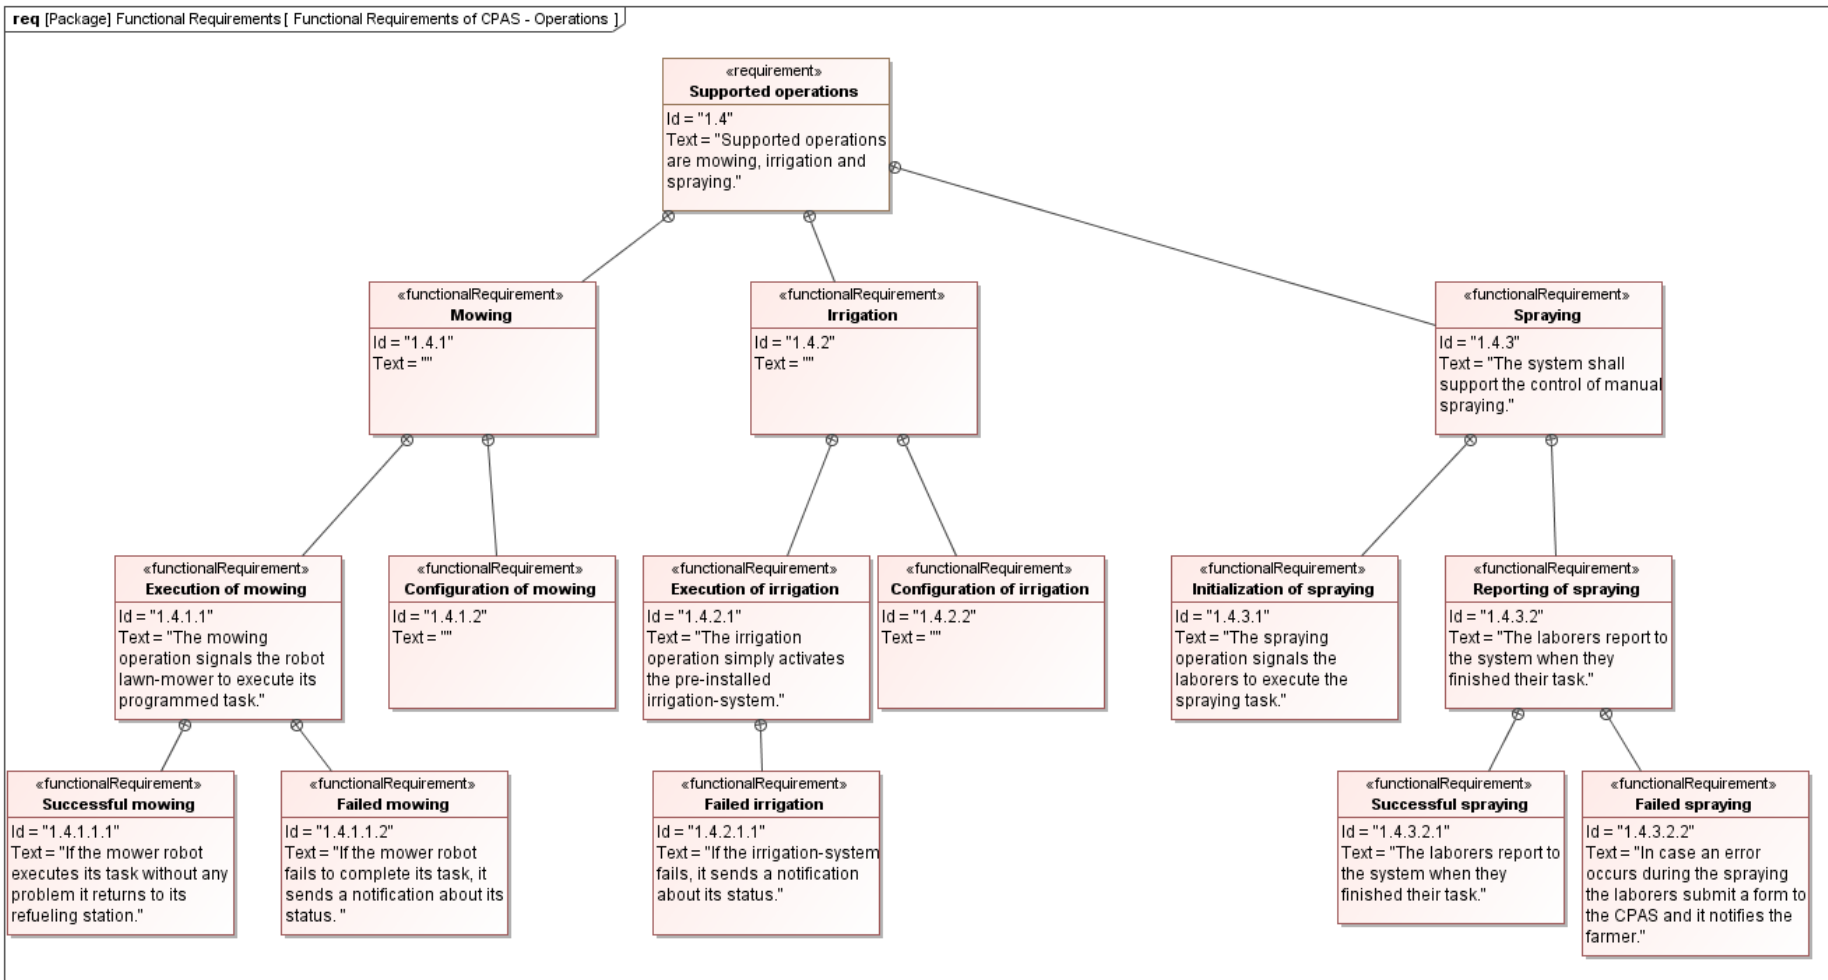 req [Package] Functional Requirements [ Functional Requirements of CPAS - Operations ]
«requirement»
Supported operations
Id = "1.4"
Text = "Supported operations
are mowing, irrigation and
spraying."
«functionalRequirement»
Mowing
Id = "1.4.1"
Text = ""
«functionalRequirement»
Irrigation
Id = "1.4.2"
Text = ""
«functionalRequirement»
Spraying
Id = "1.4.3"
Text = "The system shall
support the control of manual
spraying."
«functionalRequirement»
Execution of mowing
Id = "1.4.1.1"
Text = "The mowing
operation signals the robot
lawn-mower to execute its
programmed task."
«functionalRequirement»
Configuration of mowing
Id = "1.4.1.2"
Text = ""
«functionalRequirement»
Execution of irrigation
Id = "1.4.2.1"
Text = "The irrigation
operation simply activates
the pre-installed
irrigation-system."
«functionalRequirement»
Configuration of irrigation
Id = "1.4.2.2"
Text = ""
«functionalRequirement»
Initialization of spraying
Id = "1.4.3.1"
Text = "The spraying
operation signals the
laborers to execute the
spraying task."
«functionalRequirement»
Reporting of spraying
Id = "1.4.3.2"
Text = "The laborers report to
the system when they
finished their task."
«functionalRequirement»
Successful mowing
Id = "1.4.1.1.1"
Text = "If the mower robot
executes its task without any
problem it returns to its
refueling station."
«functionalRequirement»
Failed mowing
Id = "1.4.1.1.2"
Text = "If the mower robot
fails to complete its task, it
sends a notification about its
status. "
«functionalRequirement»
Failed irrigation
Id = "1.4.2.1.1"
Text = "If the irrigation-system
fails, it sends a notification
about its status."
«functionalRequirement»
Successful spraying
Id = "1.4.3.2.1"
Text = "The laborers report to
the system when they
finished their task."
«functionalRequirement»
Failed spraying
Id = "1.4.3.2.2"
Text = "In case an error
occurs during the spraying
the laborers submit a form to
the CPAS and it notifies the
farmer."